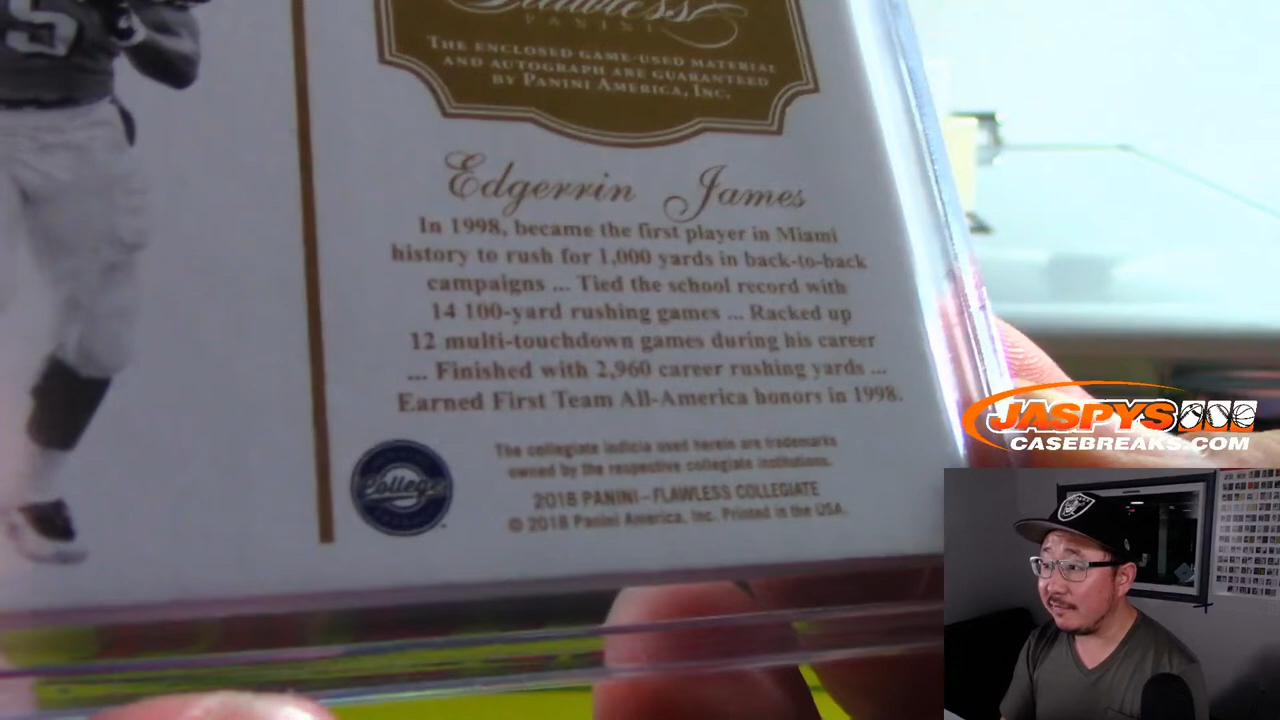 5
Flawless
PANINI
THE ENCLOSED GAME-USED MATERIAL
AND AUTOGRAPH ARE GUARANTEED
BY PANINI AMERICA, INC.
Edgerrin James
In 1998, became the first player in Miami
history to rush for 1,000 yards in back-to-back
campaigns ... Tied the school record with
14 100-yard rushing games ... Racked up
12 multi-touchdown games during his career
... Finished with 2,960 career rushing yards ...
Earned First Team All-America honors in 1998.
College
The collegiate indicia used herein are trademarks
owned by the respective collegiate institutions.
2018 PANINI-FLAWLESS COLLEGIATE
© 2018 Panini America, Inc. Printed in the USA.
JASPYS
CASEBREAKS.COM